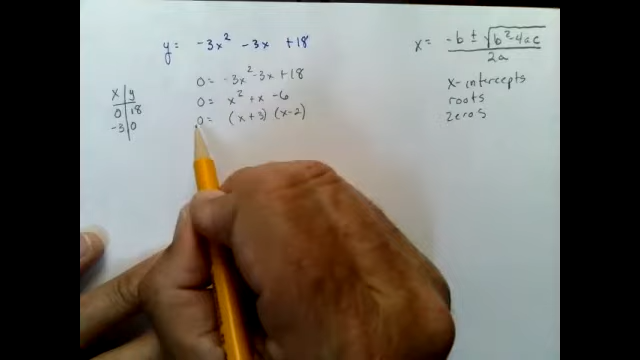 y = -3x² -3x +18
0 = -3x² -3x +18
0 = x² +x -6
0 = (x+3) (x-2)
x | y
0 | 18
-3 | 0
x = -b ± √b²-4ac / 2a
x-intercepts
roots
zeros